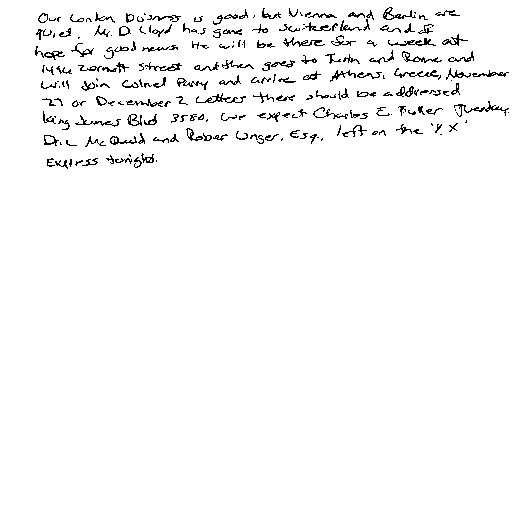 Our London Business is good, but Vienna and Berlin are
quiet. Mr. D. Lloyd has gone to Switzerland and I
hope for good news. He will be there for a week at
1496 Zermott Street and then goes to Turin and Rome and
will join Colonel Parry and arrive at Athens, Greece, November
27 or December 2. Letters there should be addressed
King James Blvd 3580. We expect Charles E. Fuller Tuesday.
Dr. L McQuaid and Robert Unger, Esq., left on the 'Y.X'
Express tonight.